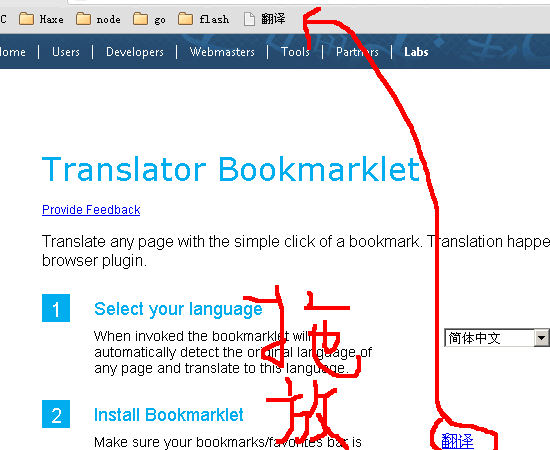 C Haxe node go flash 翻译
Home | Users | Developers | Webmasters | Tools | Partners | Labs
Translator Bookmarklet
Provide Feedback
Translate any page with the simple click of a bookmark. Translation happe
browser plugin.
1 Select your language
When invoked the bookmarklet will
automatically detect the original language of
any page and translate to this language.
简体中文
拖放
2 Install Bookmarklet
Make sure your bookmarks/favorites bar is
翻译